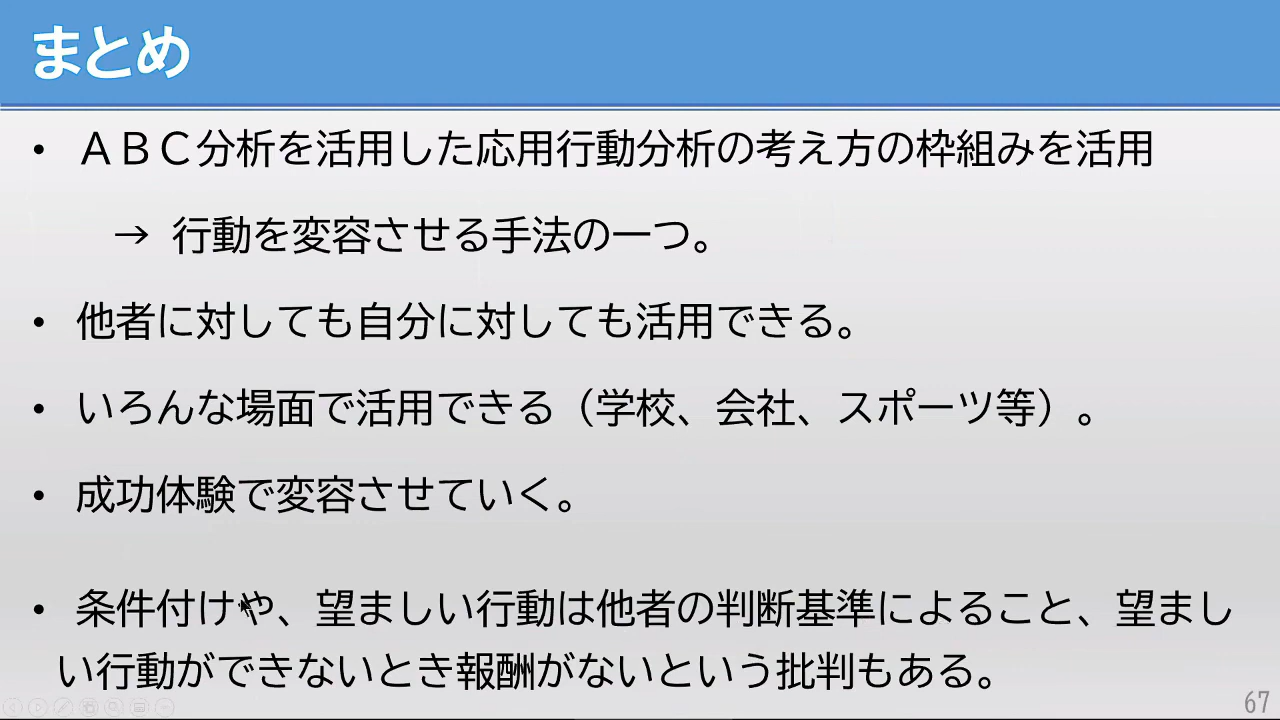 まとめ
• ＡＢＣ分析を活用した応用行動分析の考え方の枠組みを活用
→ 行動を変容させる手法の一つ。
• 他者に対しても自分に対しても活用できる。
• いろんな場面で活用できる（学校、会社、スポーツ等）。
• 成功体験で変容させていく。
• 条件付けや、望ましい行動は他者の判断基準によること、望まし
い行動ができないとき報酬がないという批判もある。
67